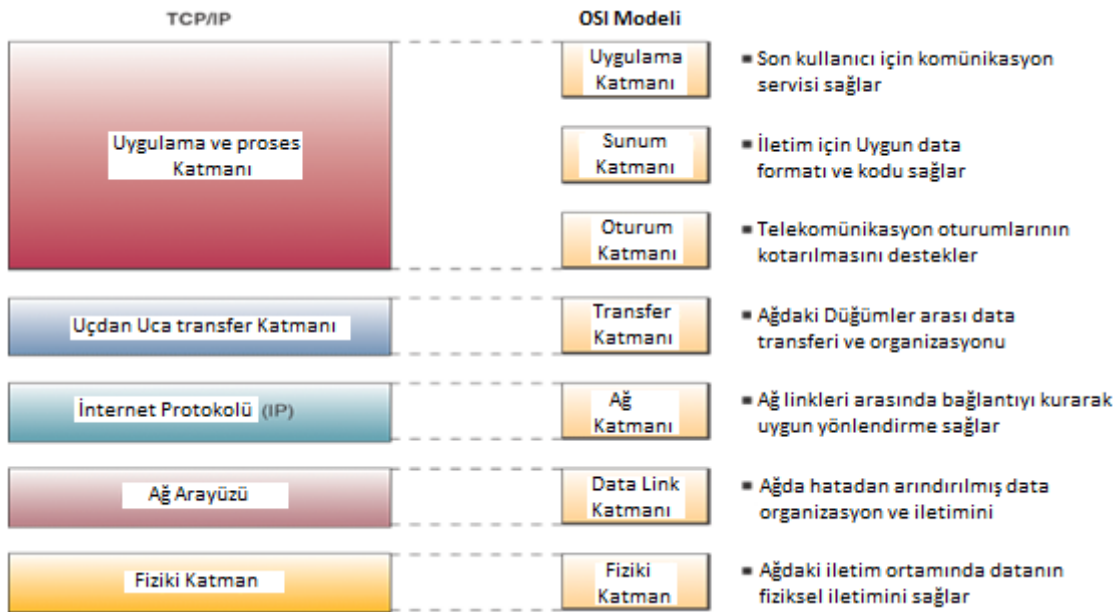 TCP/IP
OSI Modeli
Uygulama ve proses
Katmanı
Uygulama
Katmanı
▪ Son kullanıcı için komünikasyon
servisi sağlar
Sunum
Katmanı
▪ İletim için Uygun data
formatı ve kodu sağlar
Oturum
Katmanı
▪ Telekomünikasyon oturumlarının
kotarılmasını destekler
Uçdan Uca transfer Katmanı
Transfer
Katmanı
▪ Ağdaki Düğümler arası data
transferi ve organizasyonu
İnternet Protokolü (IP)
Ağ
Katmanı
▪ Ağ linkleri arasında bağlantıyı kurarak
uygun yönlendirme sağlar
Ağ Arayüzü
Data Link
Katmanı
▪ Ağda hatadan arındırılmış data
organizasyon ve iletimini
Fiziki Katman
Fiziki
Katman
▪ Ağdaki iletim ortamında datanın
fiziksel iletimini sağlar